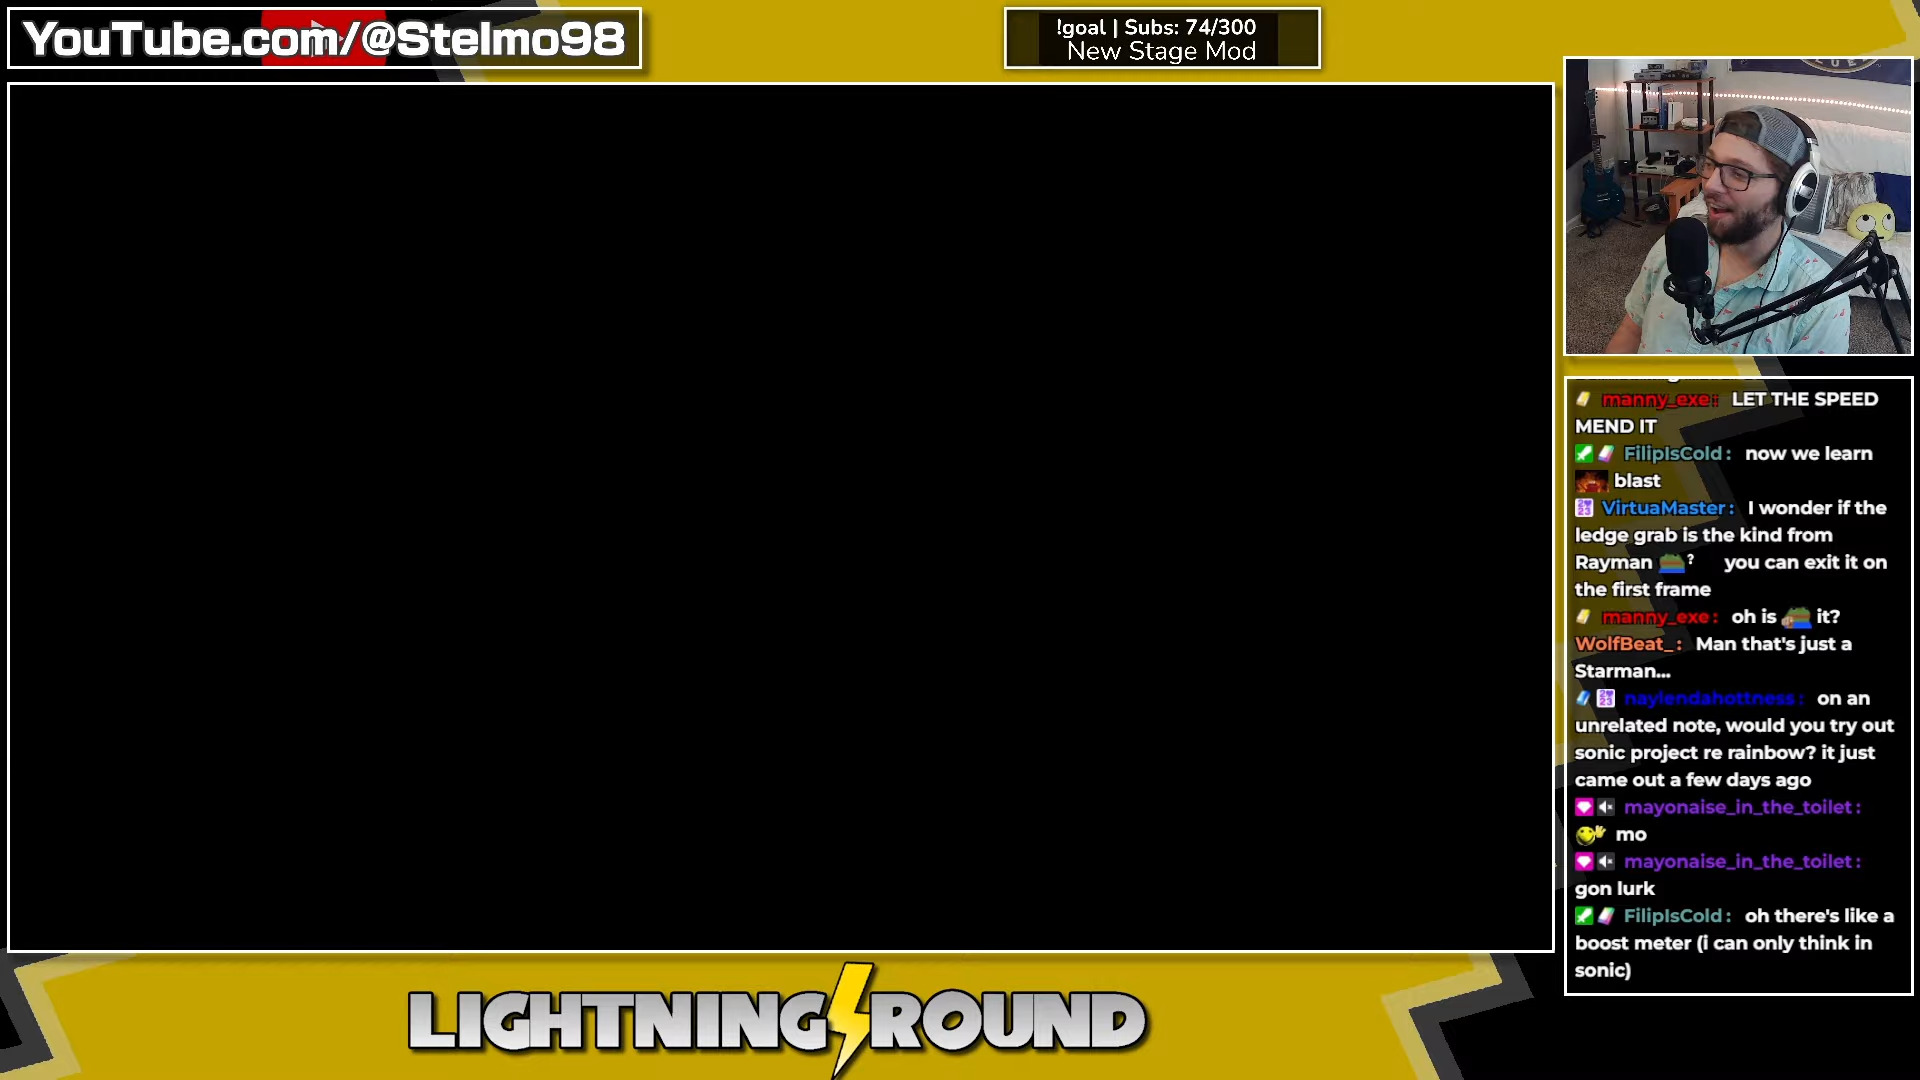 YouTube.com/@Stelmo98
!goal | Subs: 74/300
New Stage Mod
manny_exe: LET THE SPEED
MEND IT
FilipIsCold: now we learn
blast
VirtuaMaster: I wonder if the
ledge grab is the kind from
Rayman ? you can exit it on
the first frame
manny_exe: oh is it?
WolfBeat_: Man that's just a
Starman...
naylendahottness: on an
unrelated note, would you try out
sonic project re rainbow? it just
came out a few days ago
mayonaise_in_the_toilet:
mo
mayonaise_in_the_toilet:
gon lurk
FilipIsCold: oh there's like a
boost meter (i can only think in
sonic)
LIGHTNING ROUND